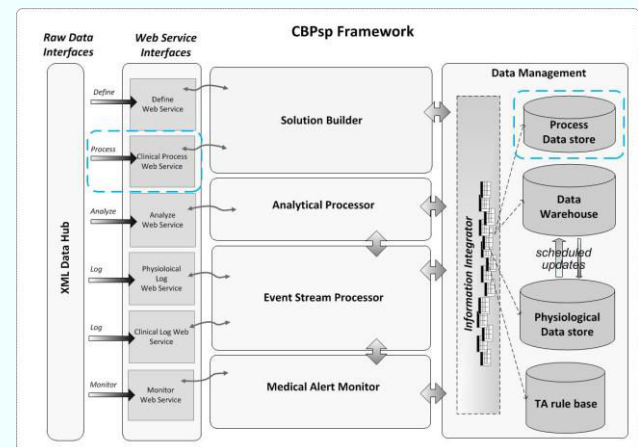 CBPsp Framework
Raw Data
Interfaces
Web Service
Interfaces
XML Data Hub
Define
Define
Web Service
Process
Clinical Process
Web Service
Analyze
Analyze
Web Service
Log
Physioloical
Log
Web Service
Log
Clinical Log Web
Service
Monitor
Monitor
Web Service
Solution Builder
Analytical Processor
Event Stream Processor
Medical Alert Monitor
Data Management
Information Integrator
Process
Data store
Data
Warehouse
scheduled
updates
Physiological
Data store
TA rule base